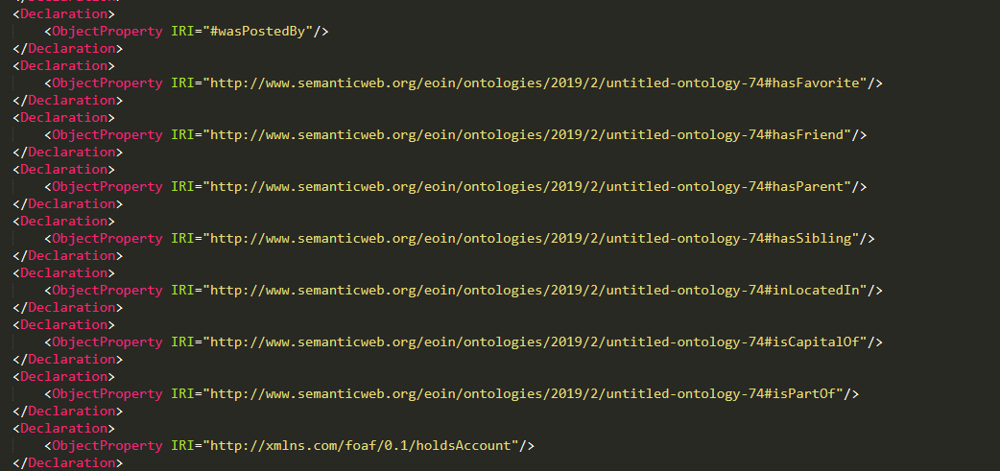 <Declaration>
<ObjectProperty IRI="#wasPostedBy"/>
</Declaration>
<Declaration>
<ObjectProperty IRI="http://www.semanticweb.org/eoin/ontologies/2019/2/untitled-ontology-74#hasFavorite"/>
</Declaration>
<Declaration>
<ObjectProperty IRI="http://www.semanticweb.org/eoin/ontologies/2019/2/untitled-ontology-74#hasFriend"/>
</Declaration>
<Declaration>
<ObjectProperty IRI="http://www.semanticweb.org/eoin/ontologies/2019/2/untitled-ontology-74#hasParent"/>
</Declaration>
<Declaration>
<ObjectProperty IRI="http://www.semanticweb.org/eoin/ontologies/2019/2/untitled-ontology-74#hasSibling"/>
</Declaration>
<Declaration>
<ObjectProperty IRI="http://www.semanticweb.org/eoin/ontologies/2019/2/untitled-ontology-74#inLocatedIn"/>
</Declaration>
<Declaration>
<ObjectProperty IRI="http://www.semanticweb.org/eoin/ontologies/2019/2/untitled-ontology-74#isCapitalOf"/>
</Declaration>
<Declaration>
<ObjectProperty IRI="http://www.semanticweb.org/eoin/ontologies/2019/2/untitled-ontology-74#isPartOf"/>
</Declaration>
<Declaration>
<ObjectProperty IRI="http://xmlns.com/foaf/0.1/holdsAccount"/>
</Declaration>